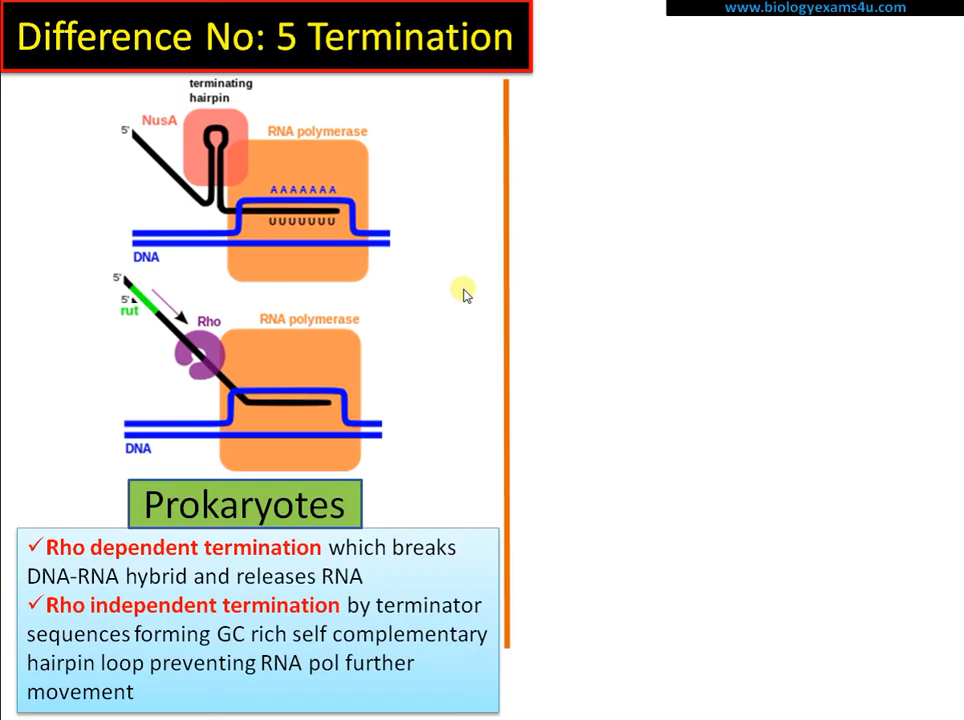 www.biologyexams4u.com
Difference No: 5 Termination
terminating
hairpin
NusA
5'
RNA polymerase
A A A A A A A
U U U U U U U
DNA
5'
5'
rut
Rho
RNA polymerase
DNA
Prokaryotes
✓Rho dependent termination which breaks
DNA-RNA hybrid and releases RNA
✓Rho independent termination by terminator
sequences forming GC rich self complementary
hairpin loop preventing RNA pol further
movement